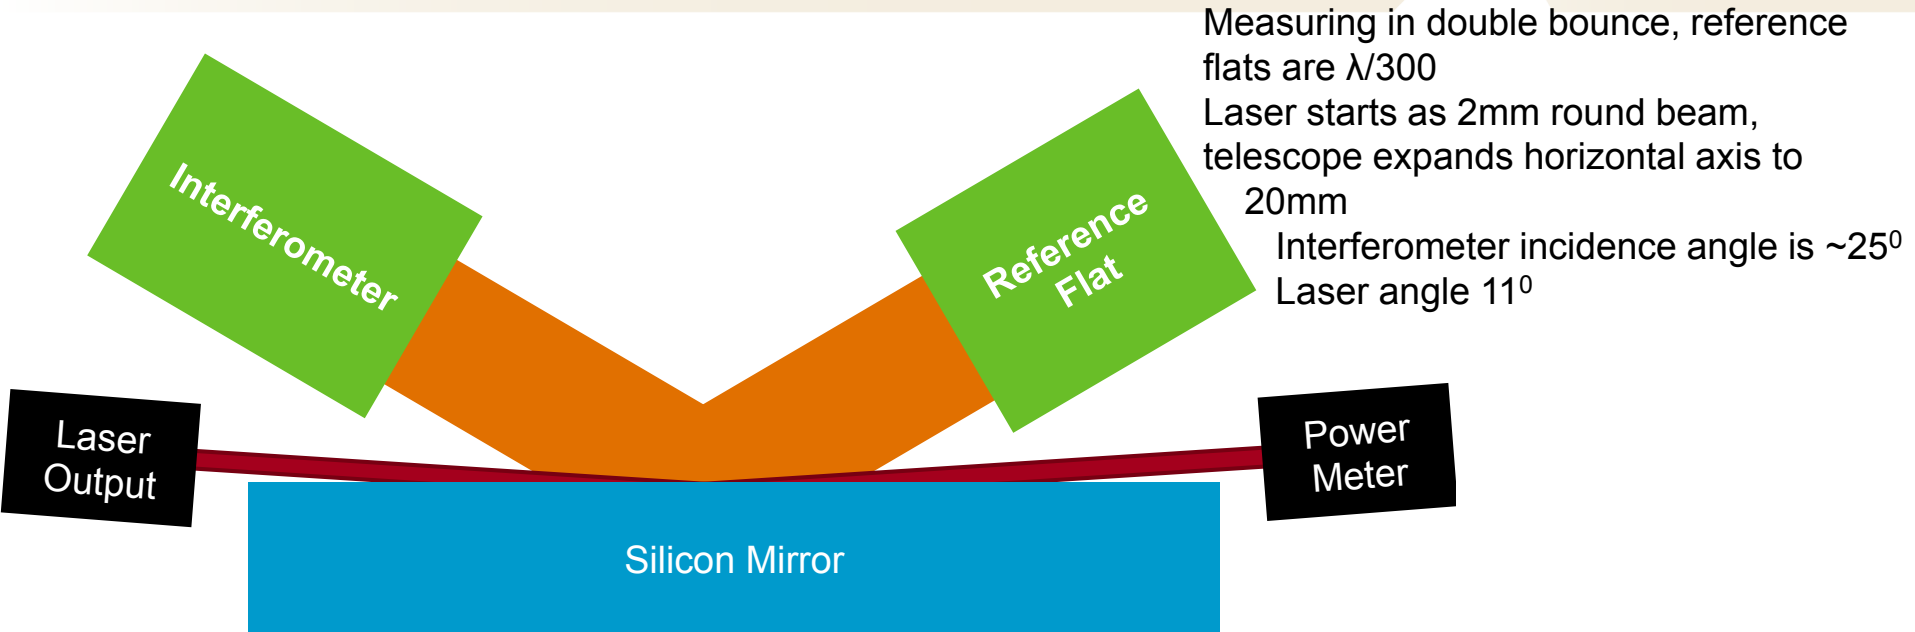 Measuring in double bounce, reference
flats are λ/300
Laser starts as 2mm round beam,
telescope expands horizontal axis to
20mm
Interferometer incidence angle is ~25⁰
Laser angle 11⁰
Interferometer
Reference
Flat
Laser
Output
Power
Meter
Silicon Mirror